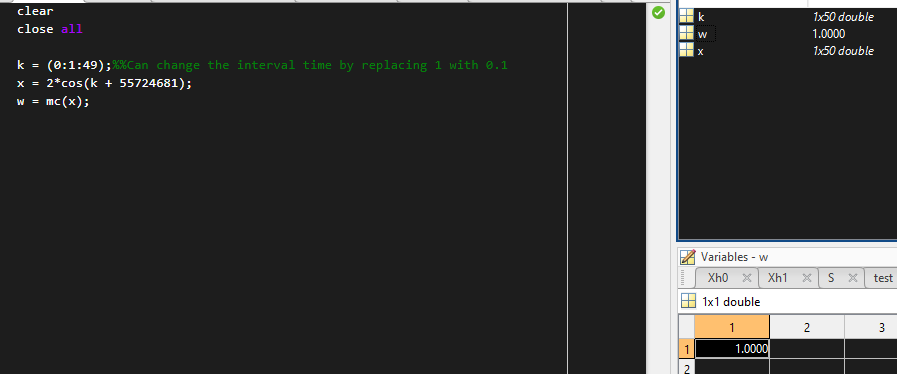 clear
close all
k = (0:1:49);%%Can change the interval time by replacing 1 with 0.1
x = 2*cos(k + 55724681);
w = mc(x);
k 1x50 double
w 1.0000
x 1x50 double
Variables - w
Xh0 Xh1 S test
1x1 double
1 2 3
1 1.0000
2